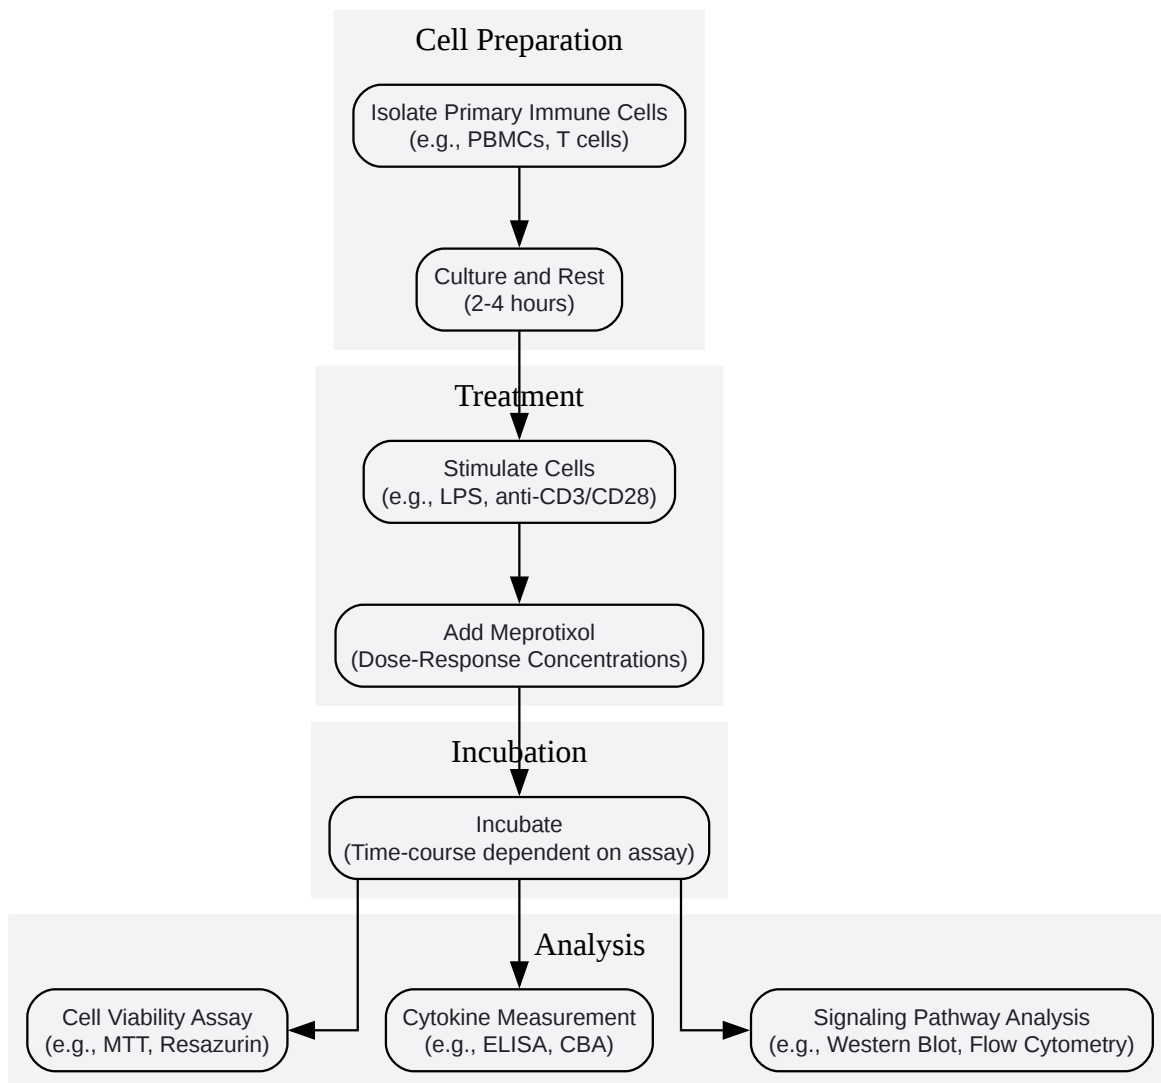 Cell Preparation
Isolate Primary Immune Cells
(e.g., PBMCs, T cells)
Culture and Rest
(2-4 hours)
Treatment
Stimulate Cells
(e.g., LPS, anti-CD3/CD28)
Add Meprotixol
(Dose-Response Concentrations)
Incubation
Incubate
(Time-course dependent on assay)
Analysis
Cell Viability Assay
(e.g., MTT, Resazurin)
Cytokine Measurement
(e.g., ELISA, CBA)
Signaling Pathway Analysis
(e.g., Western Blot, Flow Cytometry)